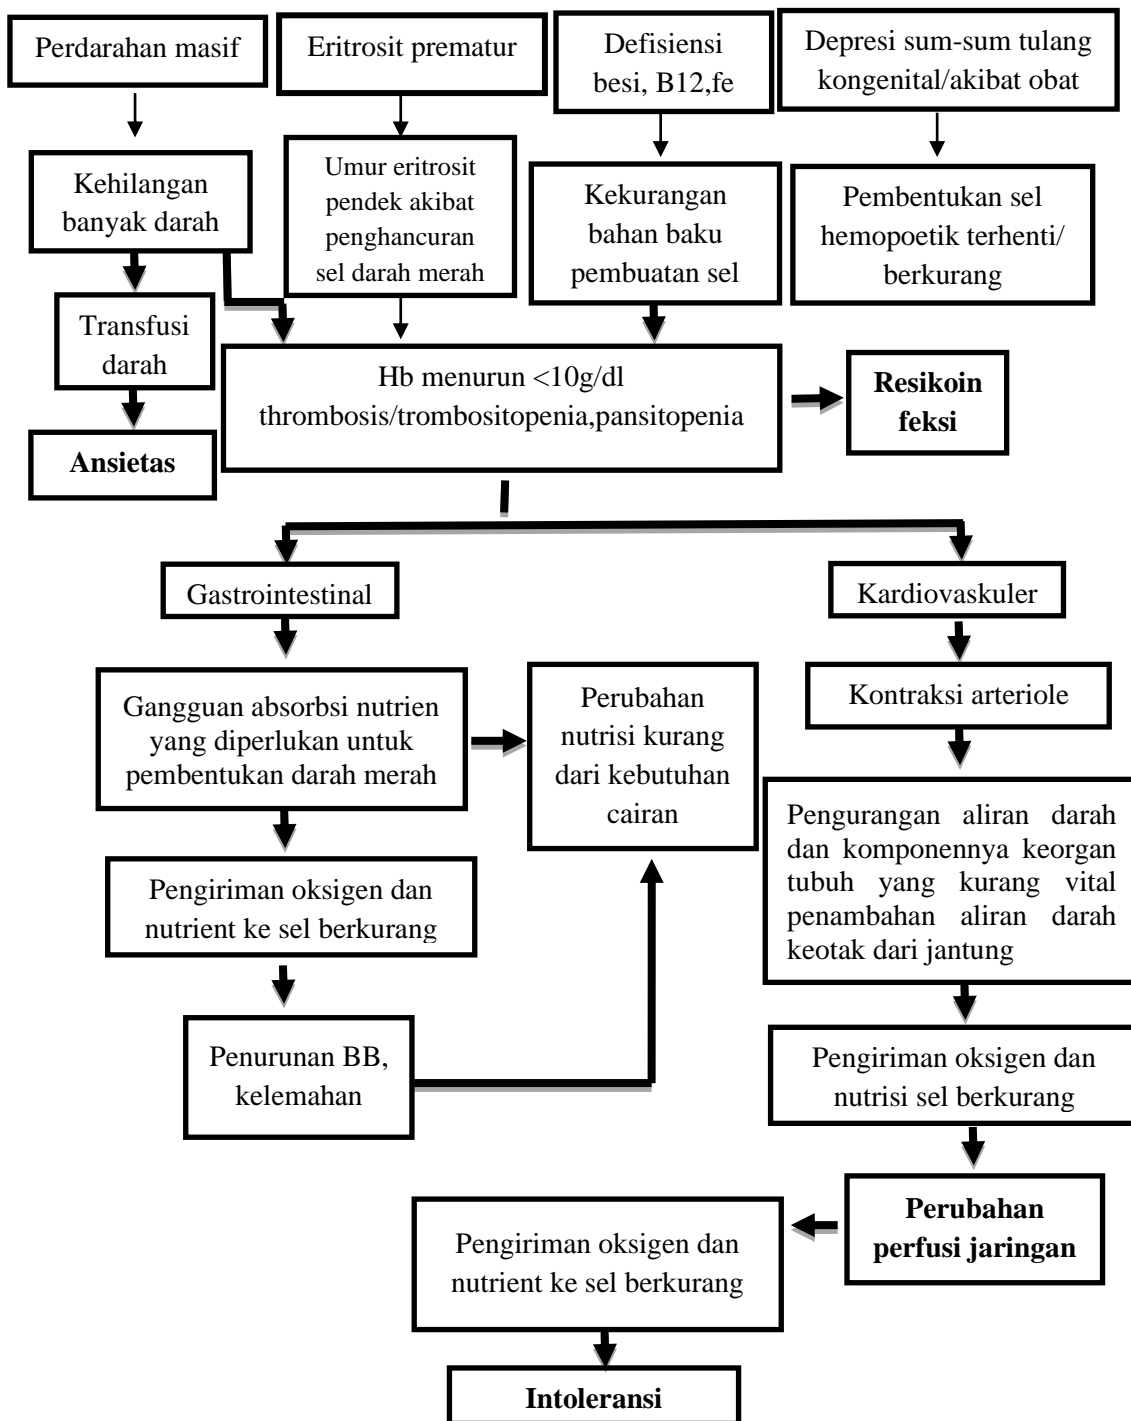 Perdarahan masif
Eritrosit prematur
Defisiensi
besi, B12,fe
Depresi sum-sum tulang
kongenital/akibat obat
Kehilangan
banyak darah
Umur eritrosit
pendek akibat
penghancuran
sel darah merah
Kekurangan
bahan baku
pembuatan sel
Pembentukan sel
hemopoetik terhenti/
berkurang
Transfusi
darah
Hb menurun <10g/dl
thrombosis/trombositopenia,pansitopenia
Resikoin
feksi
Ansietas
Gastrointestinal
Kardiovaskuler
Gangguan absorbsi nutrien
yang diperlukan untuk
pembentukan darah merah
Perubahan
nutrisi kurang
dari kebutuhan
cairan
Kontraksi arteriole
Pengurangan aliran darah
dan komponennya keorgan
tubuh yang kurang vital
penambahan aliran darah
keotak dari jantung
Pengiriman oksigen dan
nutrient ke sel berkurang
Penurunan BB,
kelemahan
Pengiriman oksigen dan
nutrisi sel berkurang
Perubahan
perfusi jaringan
Pengiriman oksigen dan
nutrient ke sel berkurang
Intoleransi